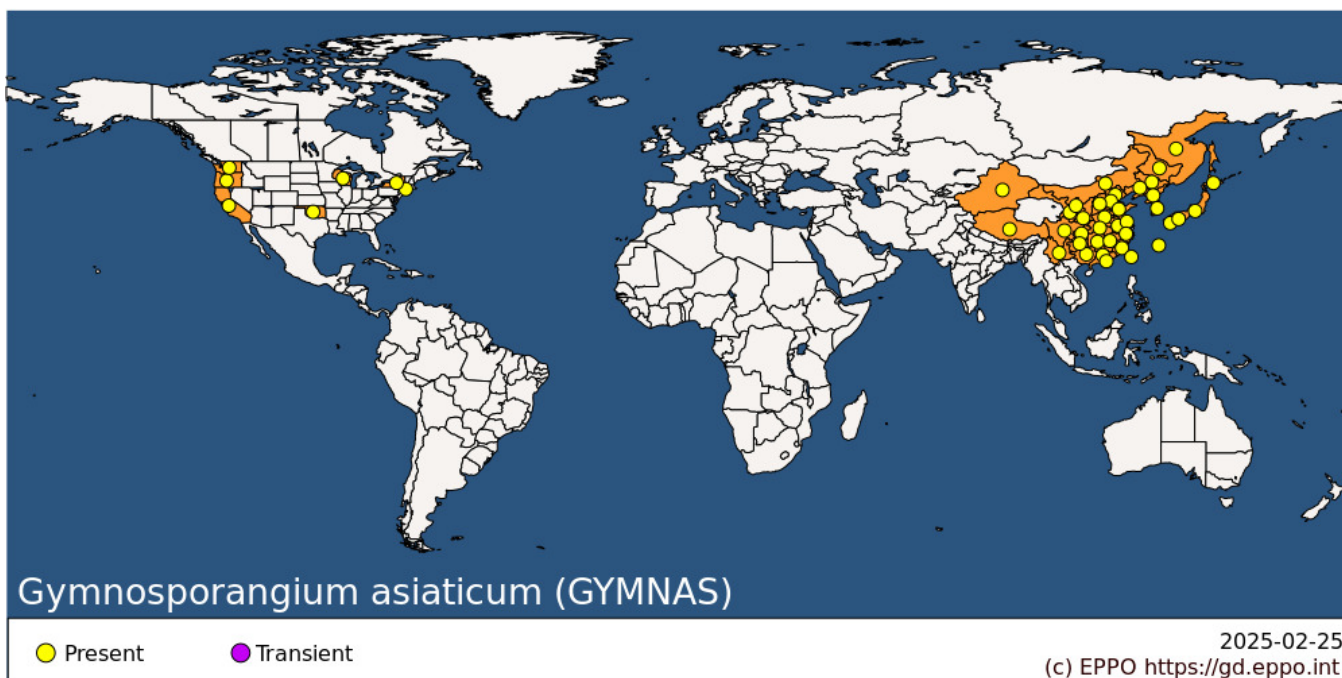 Gymnosporangium asiaticum (GYMNAS)
Present
Transient
2025-02-25
(c) EPPO https://gd.eppo.int